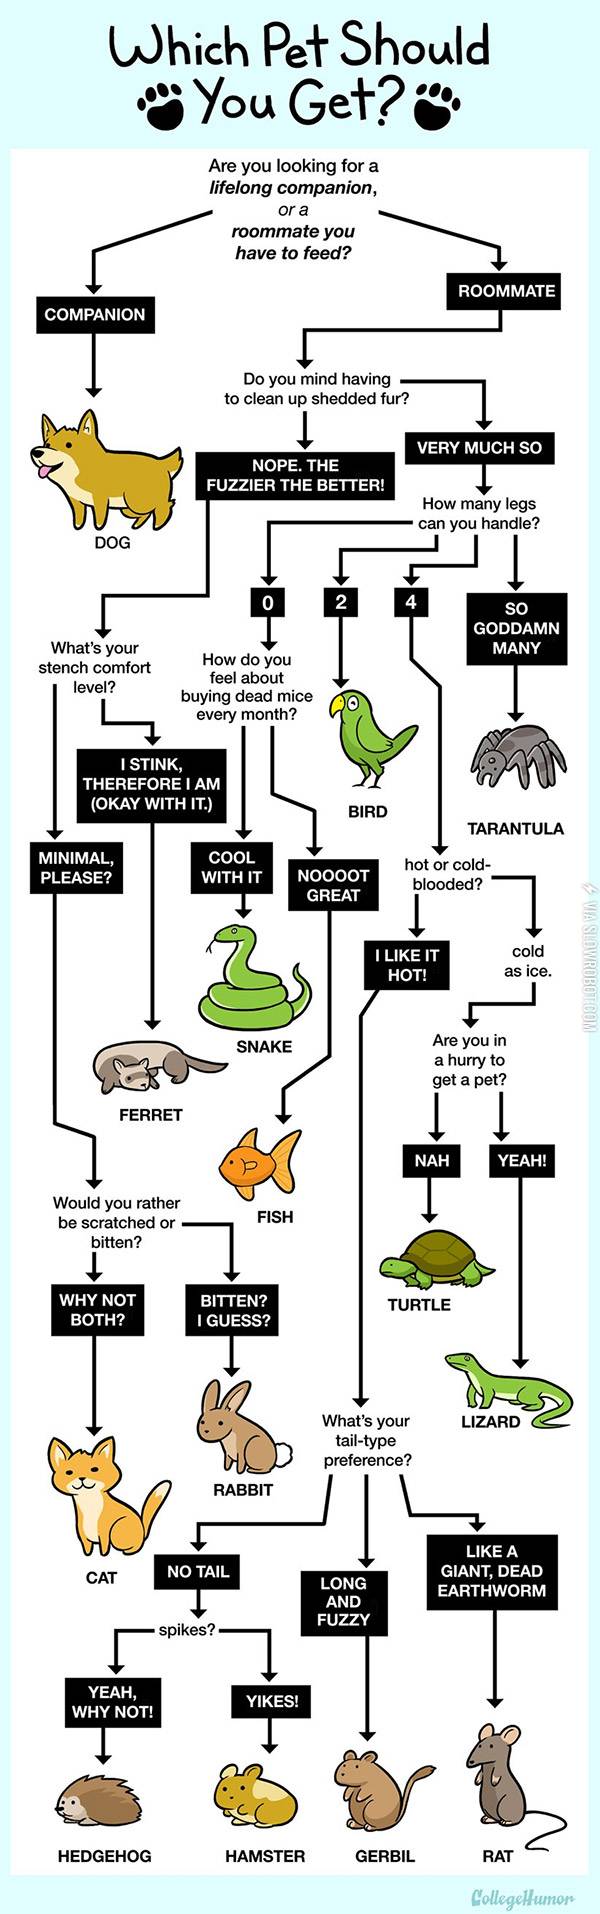 Which Pet Should
You Get?
Are you looking for a
lifelong companion,
or a
roommate you
have to feed?
COMPANION
ROOMMATE
DOG
Do you mind having
to clean up shedded fur?
NOPE. THE
FUZZIER THE BETTER!
VERY MUCH SO
How many legs
can you handle?
0
2
4
SO
GODDAMN
MANY
What's your
stench comfort
level?
How do you
feel about
buying dead mice
every month?
BIRD
TARANTULA
I STINK,
THEREFORE I AM
(OKAY WITH IT.)
MINIMAL,
PLEASE?
COOL
WITH IT
NOOOOT
GREAT
hot or cold-
blooded?
I LIKE IT
HOT!
cold
as ice.
VIA SLOWROBOT.COM
SNAKE
FERRET
FISH
Are you in
a hurry to
get a pet?
NAH
YEAH!
TURTLE
LIZARD
Would you rather
be scratched or
bitten?
WHY NOT
BOTH?
BITTEN?
I GUESS?
RABBIT
CAT
What's your
tail-type
preference?
NO TAIL
LONG
AND
FUZZY
LIKE A
GIANT, DEAD
EARTHWORM
spikes?
YEAH,
WHY NOT!
YIKES!
HEDGEHOG
HAMSTER
GERBIL
RAT
CollegeHumor